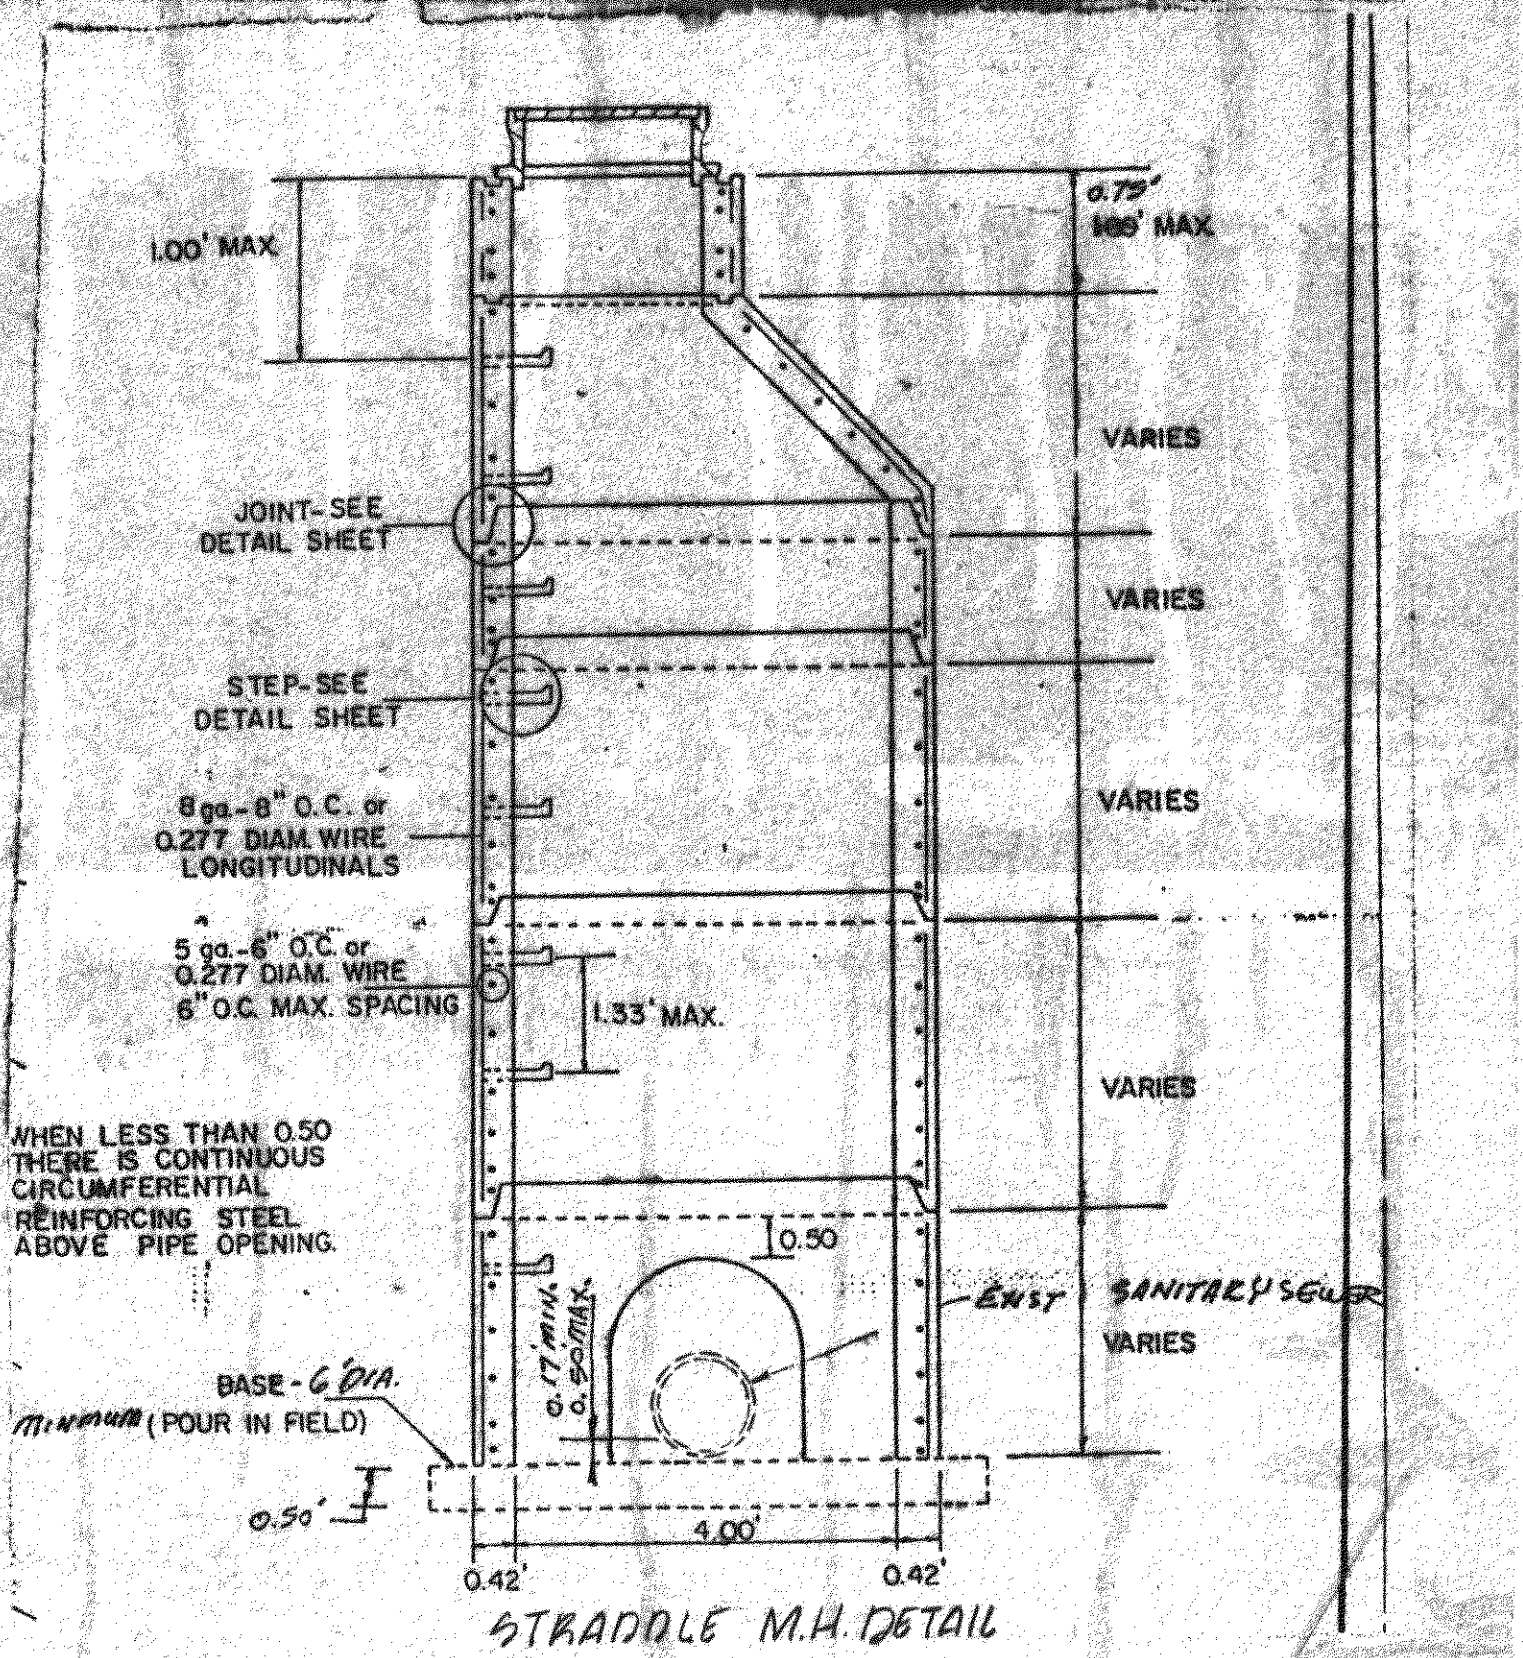 0.75'
1.00' MAX.
1.00' MAX.
VARIES
JOINT-SEE
DETAIL SHEET
VARIES
STEP-SEE
DETAIL SHEET
VARIES
8 ga.-8" O.C. or
0.277 DIAM. WIRE
LONGITUDINALS
5 ga.-6" O.C. or
0.277 DIAM. WIRE
6" O.C. MAX. SPACING
1.33' MAX.
VARIES
WHEN LESS THAN 0.50
THERE IS CONTINUOUS
CIRCUMFERENTIAL
REINFORCING STEEL
ABOVE PIPE OPENING.
0.50
0.17' MIN.
0.50' MAX.
EXIST SANITARY SEWER
VARIES
BASE - 6' DIA.
MINIMUM (POUR IN FIELD)
0.50'
4.00'
0.42'
0.42'
STRADDLE M.H. DETAIL